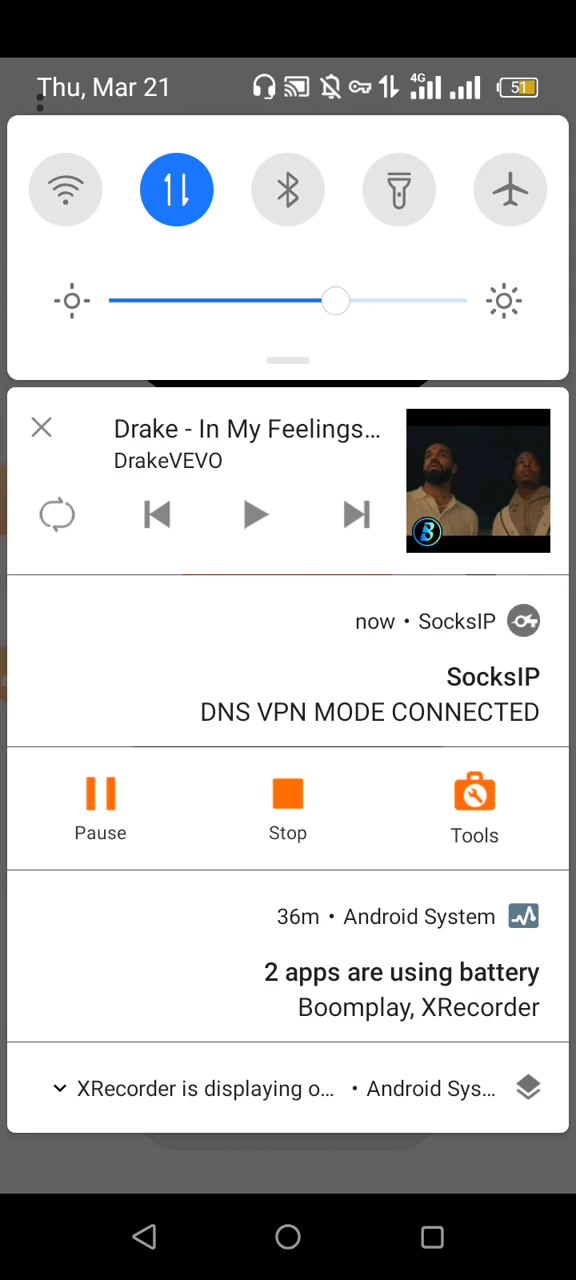 Thu, Mar 21
4G
51
Drake - In My Feelings...
DrakeVEVO
B
now • SocksIP
SocksIP
DNS VPN MODE CONNECTED
Pause
Stop
Tools
36m • Android System
2 apps are using battery
Boomplay, XRecorder
XRecorder is displaying o... • Android Sys...